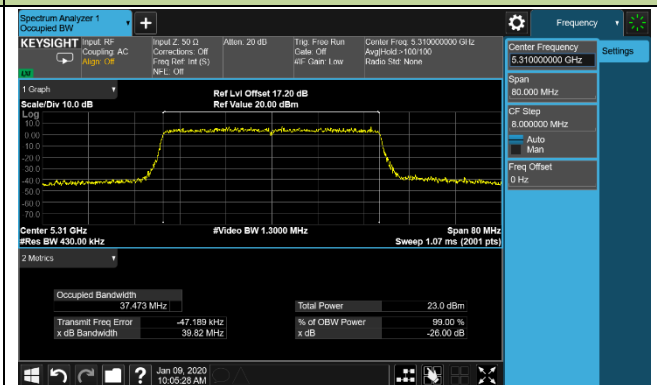 Spectrum Analyzer 1
Occupied BW
+
Frequency
KEYSIGHT
Input: RF
Coupling: AC
Align: Off
Input Z: 50 Ω
Corrections: Off
Freq Ref: Int (S)
NFE: Off
Atten: 20 dB
Trig: Free Run
Gate: Off
#IF Gain: Low
Center Freq: 5.310000000 GHz
Avg|Hold:>100/100
Radio Std: None
Center Frequency
5.310000000 GHz
Settings
Span
80.000 MHz
CF Step
8.000000 MHz
Auto
Man
Freq Offset
0 Hz
1 Graph
Scale/Div 10.0 dB
Ref Lvl Offset 17.20 dB
Ref Value 20.00 dBm
Log
10.0
0.00
-10.0
-20.0
-30.0
-40.0
-50.0
-60.0
-70.0
Center 5.31 GHz
#Video BW 1.3000 MHz
Span 80 MHz
#Res BW 430.00 kHz
Sweep 1.07 ms (2001 pts)
2 Metrics
Occupied Bandwidth
37.473 MHz
Total Power 23.0 dBm
Transmit Freq Error -47.189 kHz
% of OBW Power 99.00 %
x dB Bandwidth 39.82 MHz
x dB -26.00 dB
?
Jan 09, 2020
10:05:28 AM